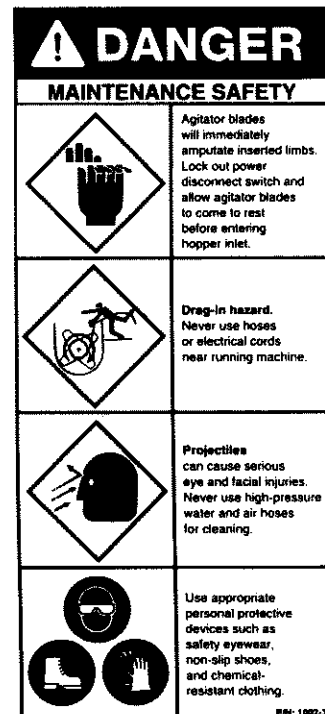 DANGER
MAINTENANCE SAFETY
Agitator blades
will immediately
amputate inserted limbs.
Lock out power
disconnect switch and
allow agitator blades
to come to rest
before entering
hopper inlet.
Drag-in hazard.
Never use hoses
or electrical cords
near running machine.
Projectiles
can cause serious
eye and facial injuries.
Never use high-pressure
water and air hoses
for cleaning.
Use appropriate
personal protective
devices such as
safety eyewear,
non-slip shoes,
and chemical-
resistant clothing.